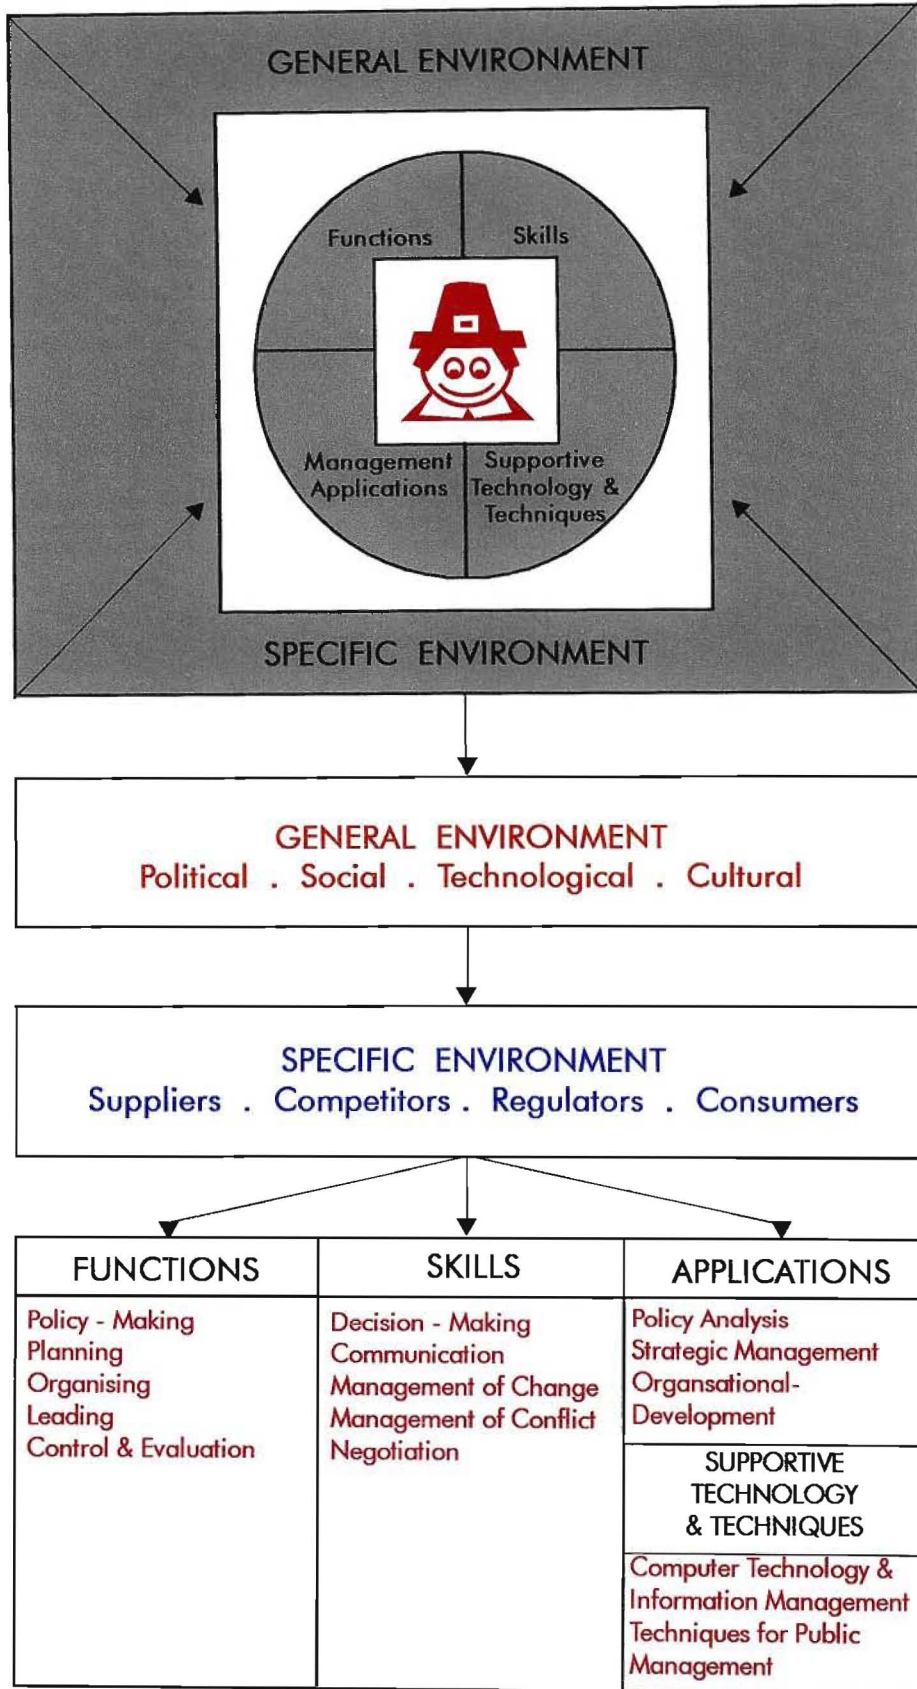 GENERAL ENVIRONMENT
Functions
Skills
Management
Applications
Supportive
Technology &
Techniques
SPECIFIC ENVIRONMENT
GENERAL ENVIRONMENT
Political . Social . Technological . Cultural
SPECIFIC ENVIRONMENT
Suppliers . Competitors . Regulators . Consumers
FUNCTIONS
Policy - Making
Planning
Organising
Leading
Control & Evaluation
SKILLS
Decision - Making
Communication
Management of Change
Management of Conflict
Negotiation
APPLICATIONS
Policy Analysis
Strategic Management
Organsational-
Development
SUPPORTIVE
TECHNOLOGY
& TECHNIQUES
Computer Technology &
Information Management
Techniques for Public
Management